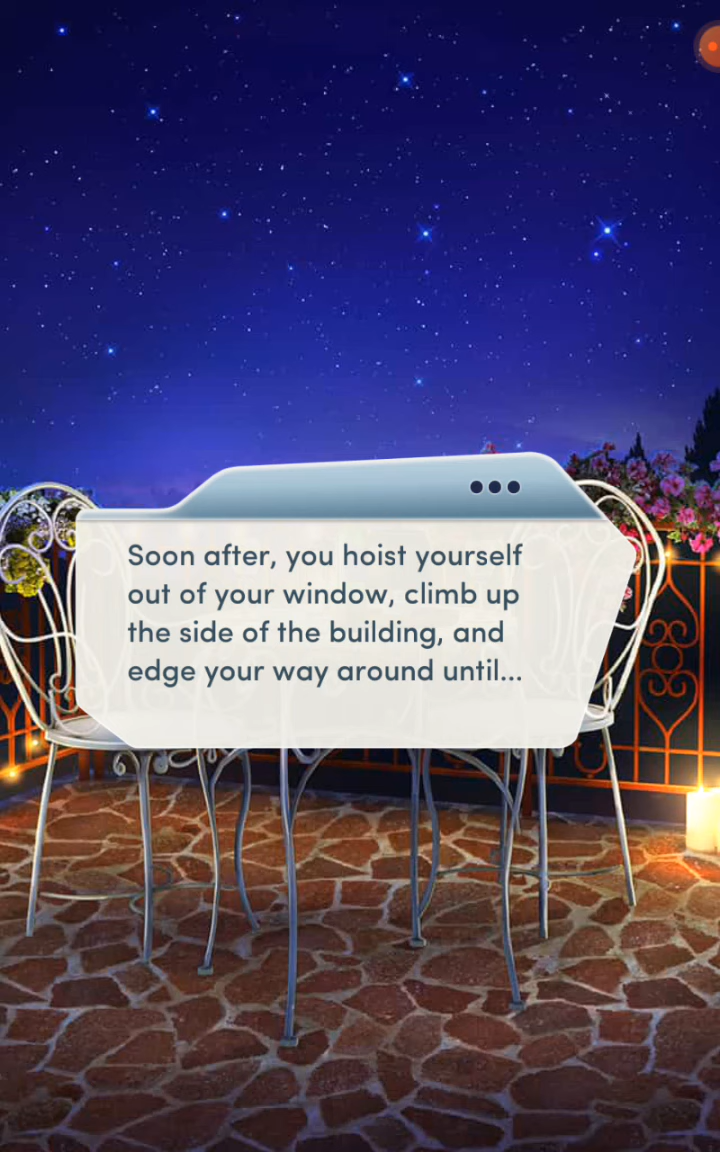 Soon after, you hoist yourself
out of your window, climb up
the side of the building, and
edge your way around until...